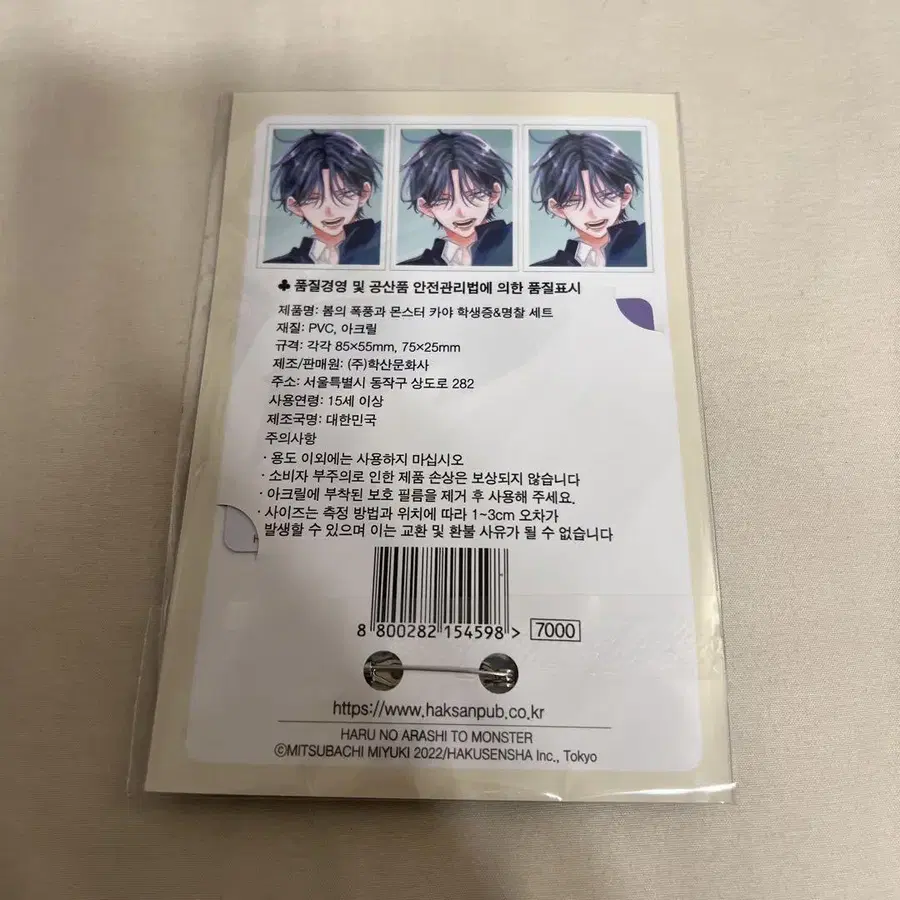 ♣ 품질경영 및 공산품 안전관리법에 의한 품질표시
제품명: 봄의 폭풍과 몬스터 카야 학생증&명찰 세트
재질: PVC, 아크릴
규격: 각각 85×55mm, 75×25mm
제조/판매원: (주)학산문화사
주소: 서울특별시 동작구 상도로 282
사용연령: 15세 이상
제조국명: 대한민국
주의사항
· 용도 이외에는 사용하지 마십시오
· 소비자 부주의로 인한 제품 손상은 보상되지 않습니다
· 아크릴에 부착된 보호 필름을 제거 후 사용해 주세요.
· 사이즈는 측정 방법과 위치에 따라 1~3cm 오차가
발생할 수 있으며 이는 교환 및 환불 사유가 될 수 없습니다
8 800282 154598 > 7000
https://www.haksanpub.co.kr
HARU NO ARASHI TO MONSTER
©MITSUBACHI MIYUKI 2022/HAKUSENSHA Inc., Tokyo